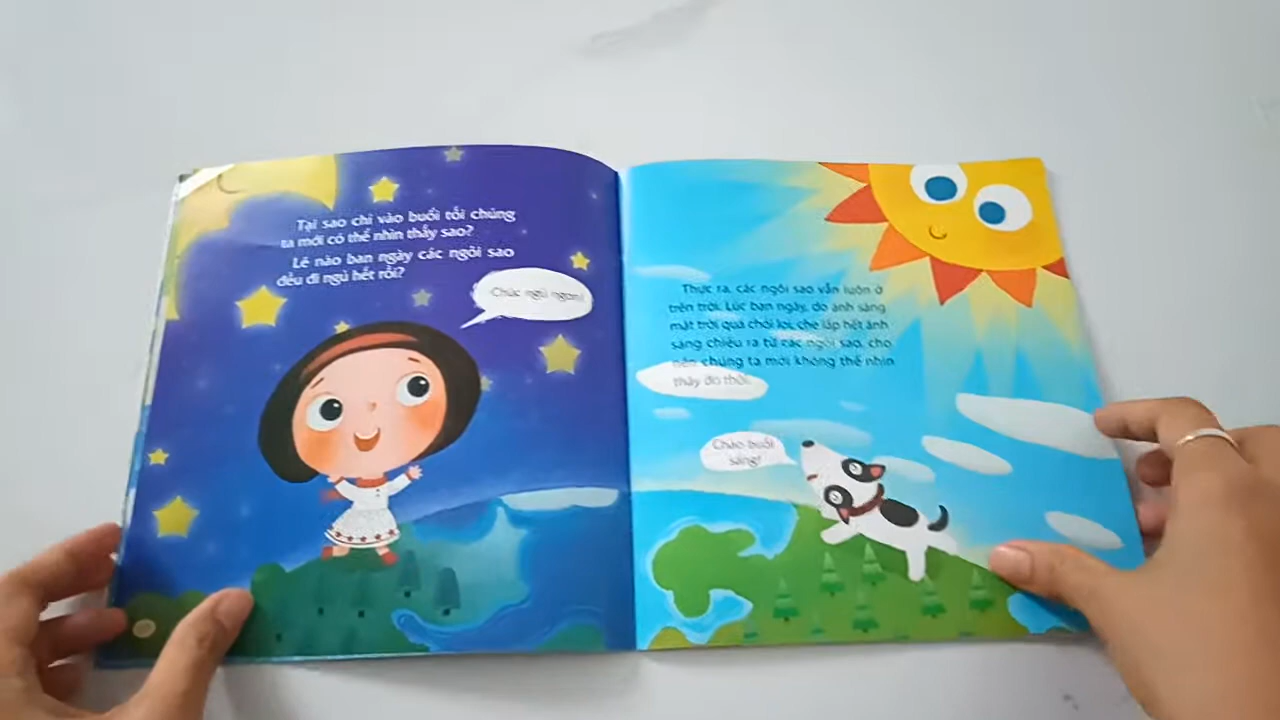 Tại sao chỉ vào buổi tối chúng
ta mới có thể nhìn thấy sao?
Lẽ nào ban ngày các ngôi sao
đều đi ngủ hết rồi?
Chúc ngủ ngon!
Thực ra, các ngôi sao vẫn luôn ở
trên trời. Lúc ban ngày, do ánh sáng
mặt trời quá chói lọi, che lấp hết ánh
sáng chiếu ra từ các ngôi sao, cho
nên chúng ta mới không thể nhìn
thấy đó thôi.
Chào buổi
sáng!